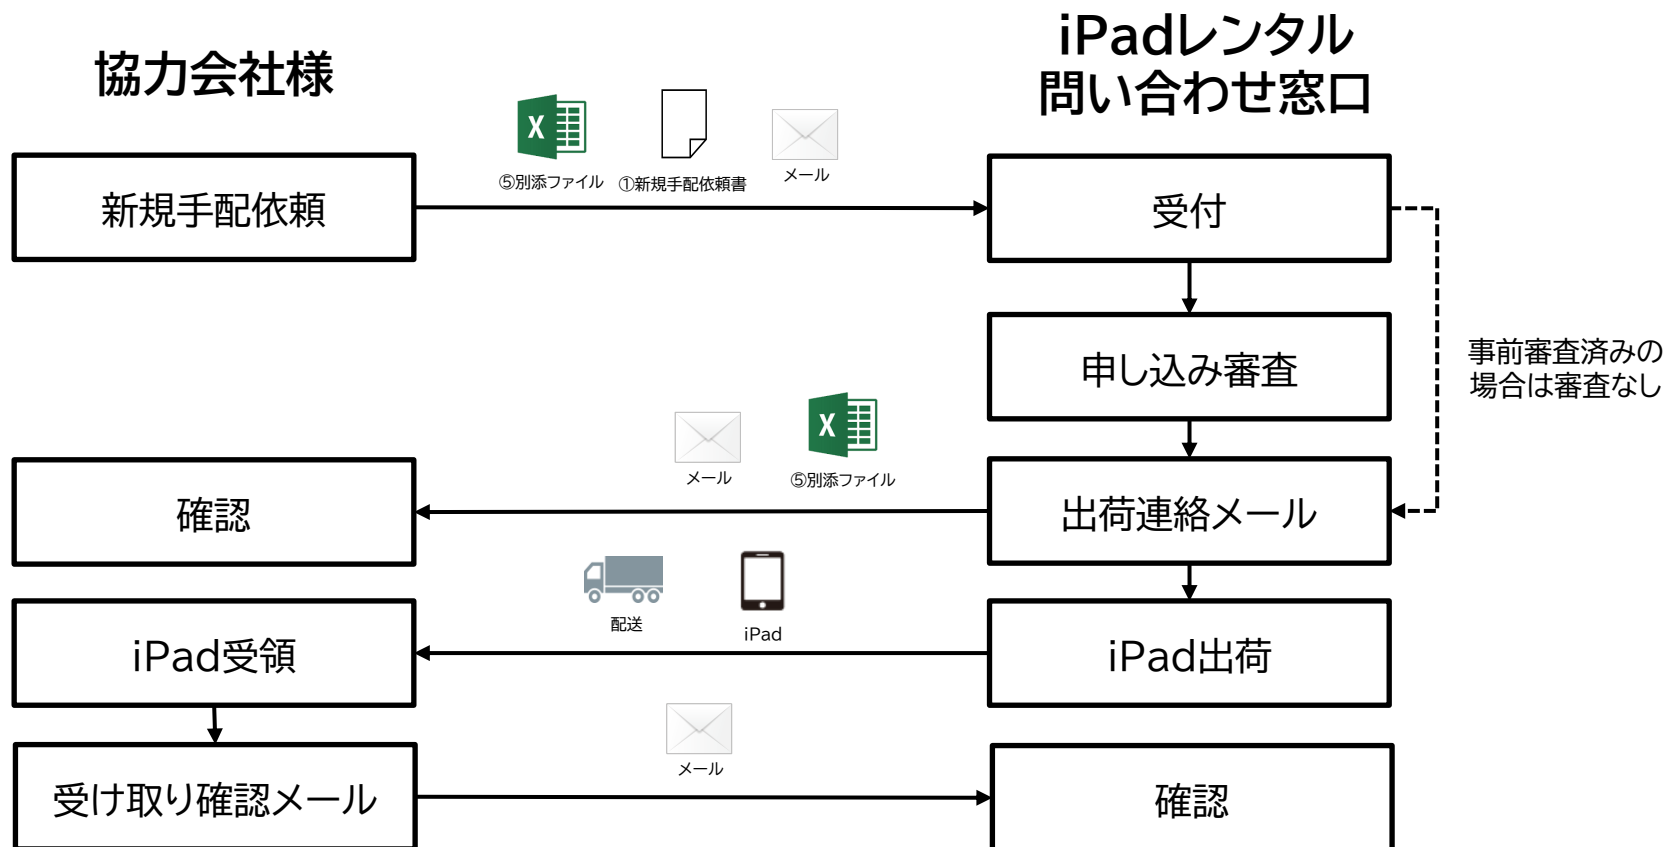 協力会社様
iPadレンタル
問い合わせ窓口
⑤別添ファイル
①新規手配依頼書
メール
新規手配依頼
受付
申し込み審査
事前審査済みの
場合は審査なし
メール
⑤別添ファイル
確認
出荷連絡メール
配送
iPad
iPad受領
iPad出荷
メール
受け取り確認メール
確認